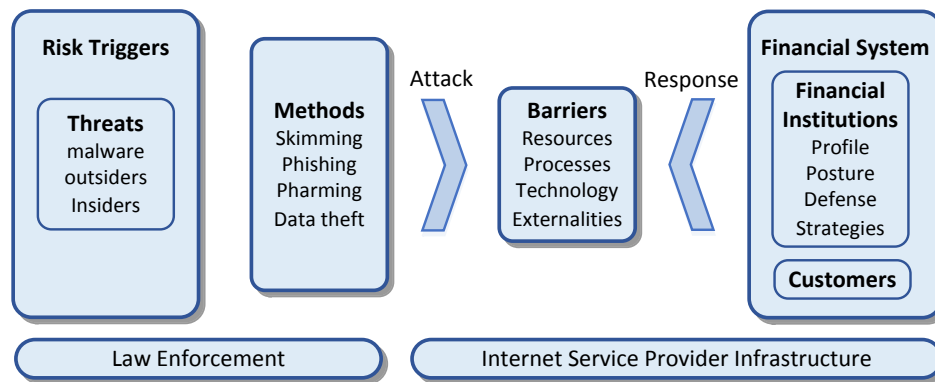 Risk Triggers
Threats
malware
outsiders
Insiders
Methods
Skimming
Phishing
Pharming
Data theft
Attack
Barriers
Resources
Processes
Technology
Externalities
Response
Financial System
Financial
Institutions
Profile
Posture
Defense
Strategies
Customers
Law Enforcement
Internet Service Provider Infrastructure